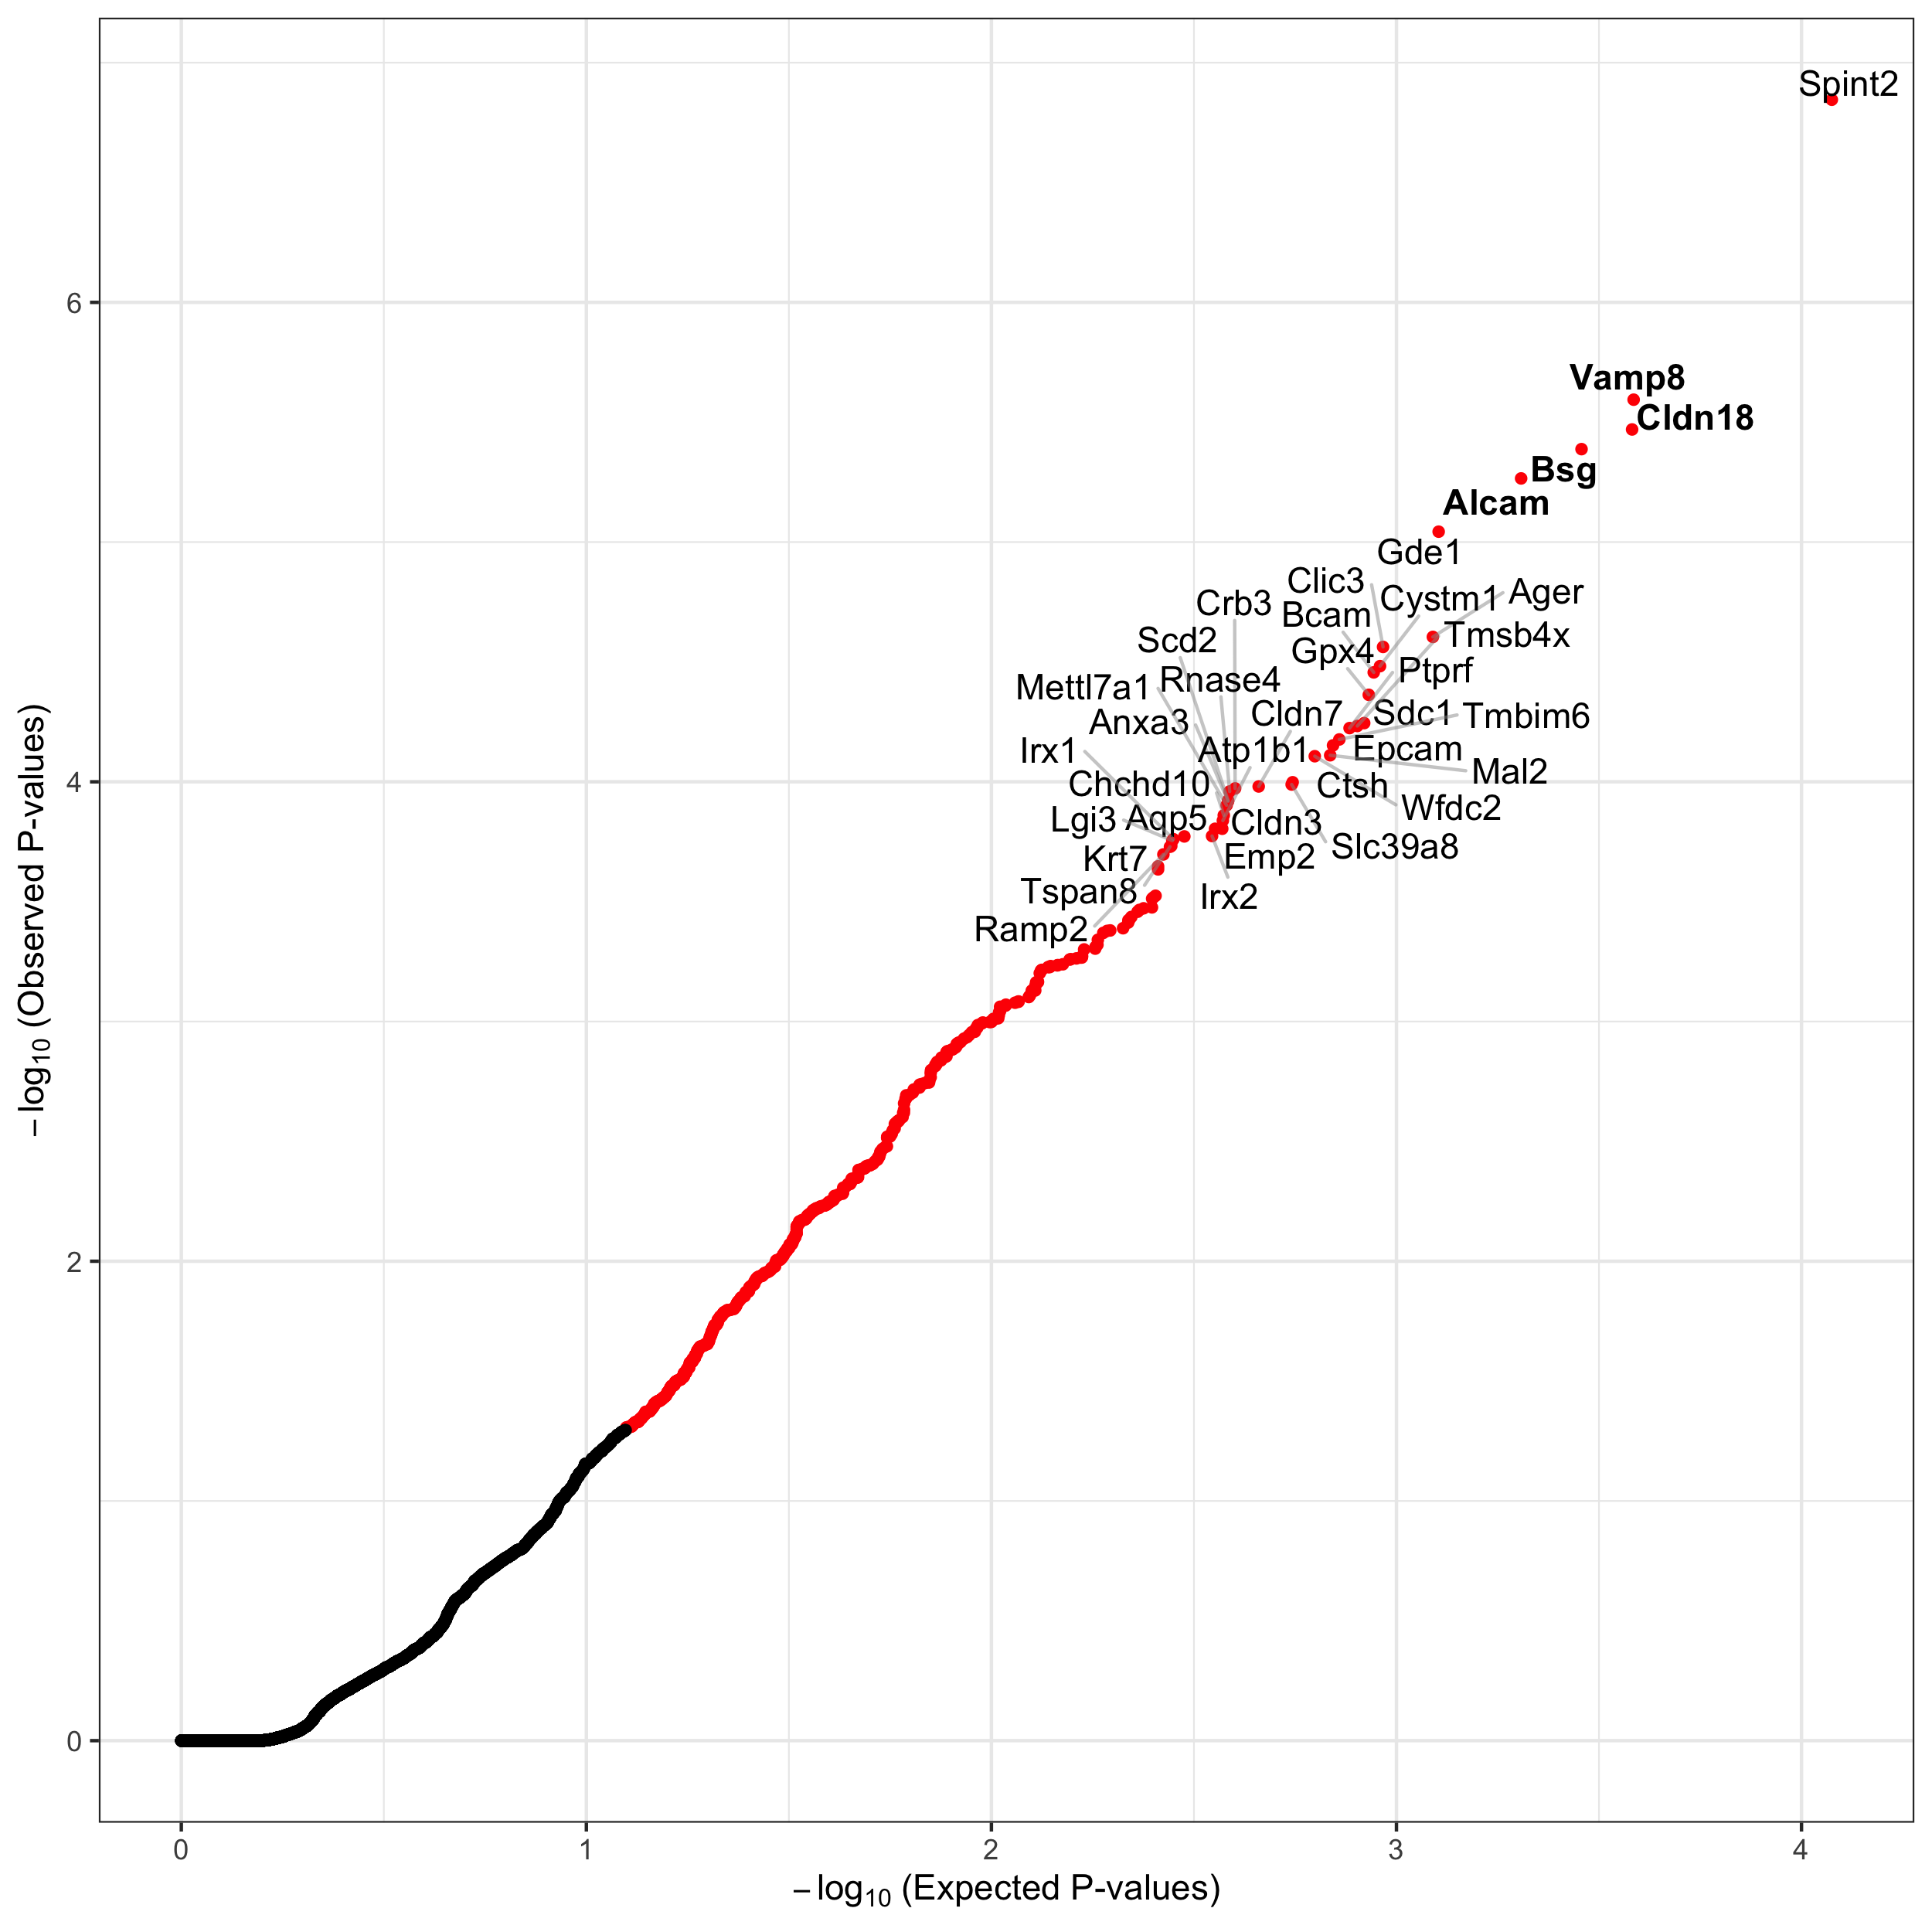 Spint2
6
Vamp8
Cldn18
Bsg
Alcam
Gde1
Clic3
Cystm1
Ager
Crb3
Bcam
Tmsb4x
Scd2
Gpx4
Ptprf
Mettl7a1
Rnase4
Cldn7
Sdc1
Tmbim6
Anxa3
Irx1
Atp1b1
Epcam
Mal2
4
Chchd10
Ctsh
Wfdc2
Lgi3
Aqp5
Cldn3
Slc39a8
Krt7
Emp2
Tspan8
Irx2
Ramp2
−log10 (Observed P-values)
2
0
0 1 2 3 4
−log10 (Expected P-values)